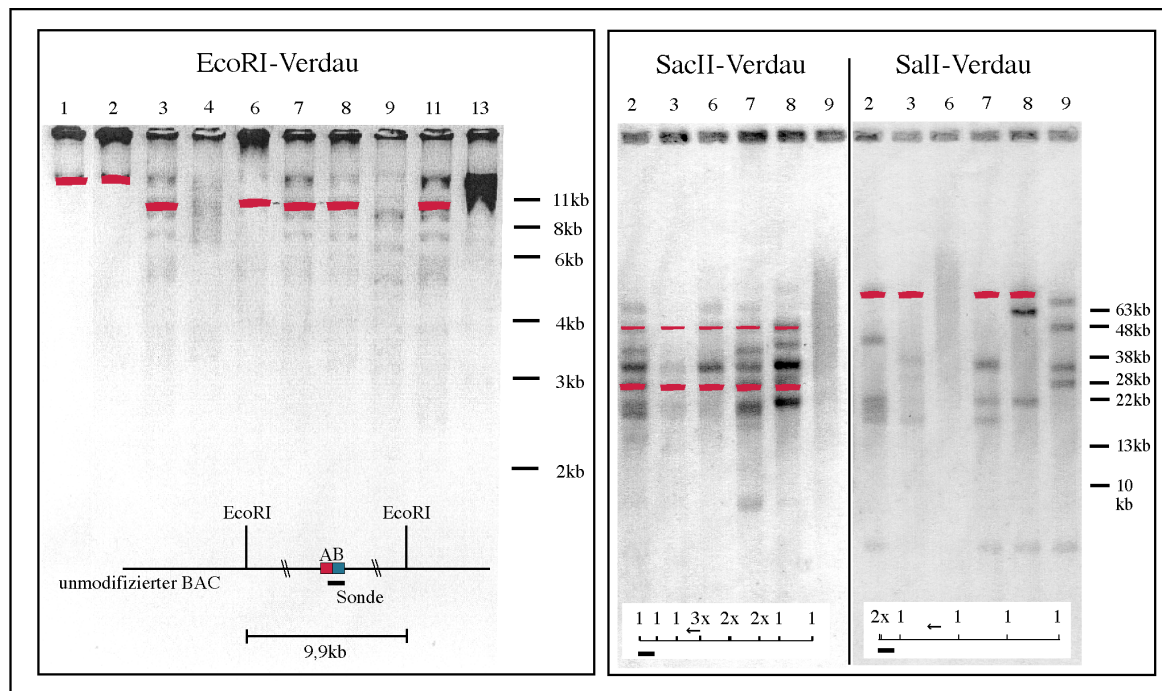 EcoRI-Verdau
1 2 3 4 6 7 8 9 11 13
11kb
8kb
6kb
4kb
3kb
2kb
EcoRI EcoRI
AB
unmodifizierter BAC
Sonde
9,9kb
SacII-Verdau SalI-Verdau
2 3 6 7 8 9 2 3 6 7 8 9
63kb
48kb
38kb
28kb
22kb
13kb
10
kb
1 1 1 3x 2x 2x 1 1
2x 1 1 1 1